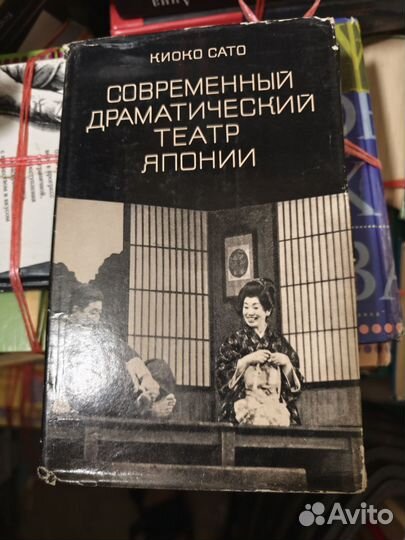 КИОКО САТО
СОВРЕМЕННЫЙ
ДРАМАТИЧЕСКИЙ
ТЕАТР
ЯПОНИИ
Avito